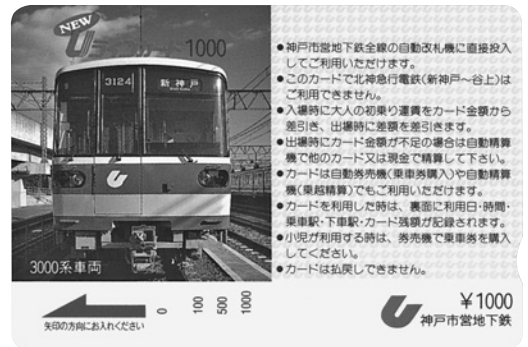 NEW
Uラインカード1000
3124
新神戸
3000系車両
●神戸市営地下鉄全線の自動改札機に直接投入
してご利用いただけます。
●このカードで北神急行電鉄(新神戸～谷上)は
ご利用できません。
●入場時に大人の初乗り運賃をカード金額から
差引き、出場時に差額を差引きます。
●出場時にカード金額が不足の場合は自動精算
機で他のカード又は現金で精算して下さい。
●カードは自動券売機(乗車券購入)や自動精算
機(乗越精算)でもご利用いただけます。
●カードを利用した時は、裏面に利用日・時間・
乗車駅・下車駅・カード残額が記録されます。
●小児が利用する時は、券売機で乗車券を購入
してください。
●カードは払戻しできません。
矢印の方向にお入れください
0
100
500
1000
￥1000
神戸市営地下鉄